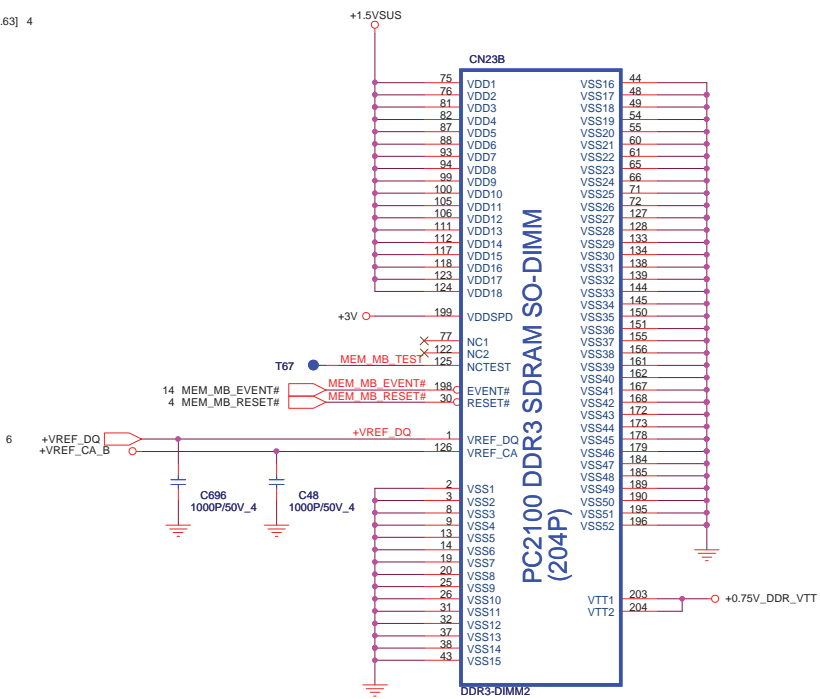 .63] 4
+1.5VSUS
CN23B
75 VDD1 VSS16 44
76 VDD2 VSS17 48
81 VDD3 VSS18 49
82 VDD4 VSS19 54
87 VDD5 VSS20 55
88 VDD6 VSS21 60
93 VDD7 VSS22 61
94 VDD8 VSS23 65
99 VDD9 VSS24 66
100 VDD10 VSS25 71
105 VDD11 VSS26 72
106 VDD12 VSS27 127
111 VDD13 VSS28 128
112 VDD14 VSS29 133
117 VDD15 VSS30 134
118 VDD16 VSS31 138
123 VDD17 VSS32 139
124 VDD18 VSS33 144
VSS34 145
+3V 199 VDDSPD VSS35 150
VSS36 151
77 NC1 VSS37 155
122 NC2 VSS38 156
T67 MEM_MB_TEST 125 NCTEST VSS39 161
VSS40 162
14 MEM_MB_EVENT# MEM_MB_EVENT# 198 EVENT# VSS41 167
4 MEM_MB_RESET# MEM_MB_RESET# 30 RESET# VSS42 168
VSS43 172
VSS44 173
6 +VREF_DQ +VREF_DQ 1 VREF_DQ VSS45 178
+VREF_CA_B 126 VREF_CA VSS46 179
VSS47 184
VSS48 185
2 VSS1 VSS49 189
3 VSS2 VSS50 190
8 VSS3 VSS51 195
9 VSS4 VSS52 196
13 VSS5
14 VSS6
19 VSS7
20 VSS8
25 VSS9
26 VSS10
31 VSS11
32 VSS12
37 VSS13
38 VSS14
43 VSS15
C696
1000P/50V_4
C48
1000P/50V_4
PC2100 DDR3 SDRAM SO-DIMM
(204P)
VTT1 203 +0.75V_DDR_VTT
VTT2 204
DDR3-DIMM2